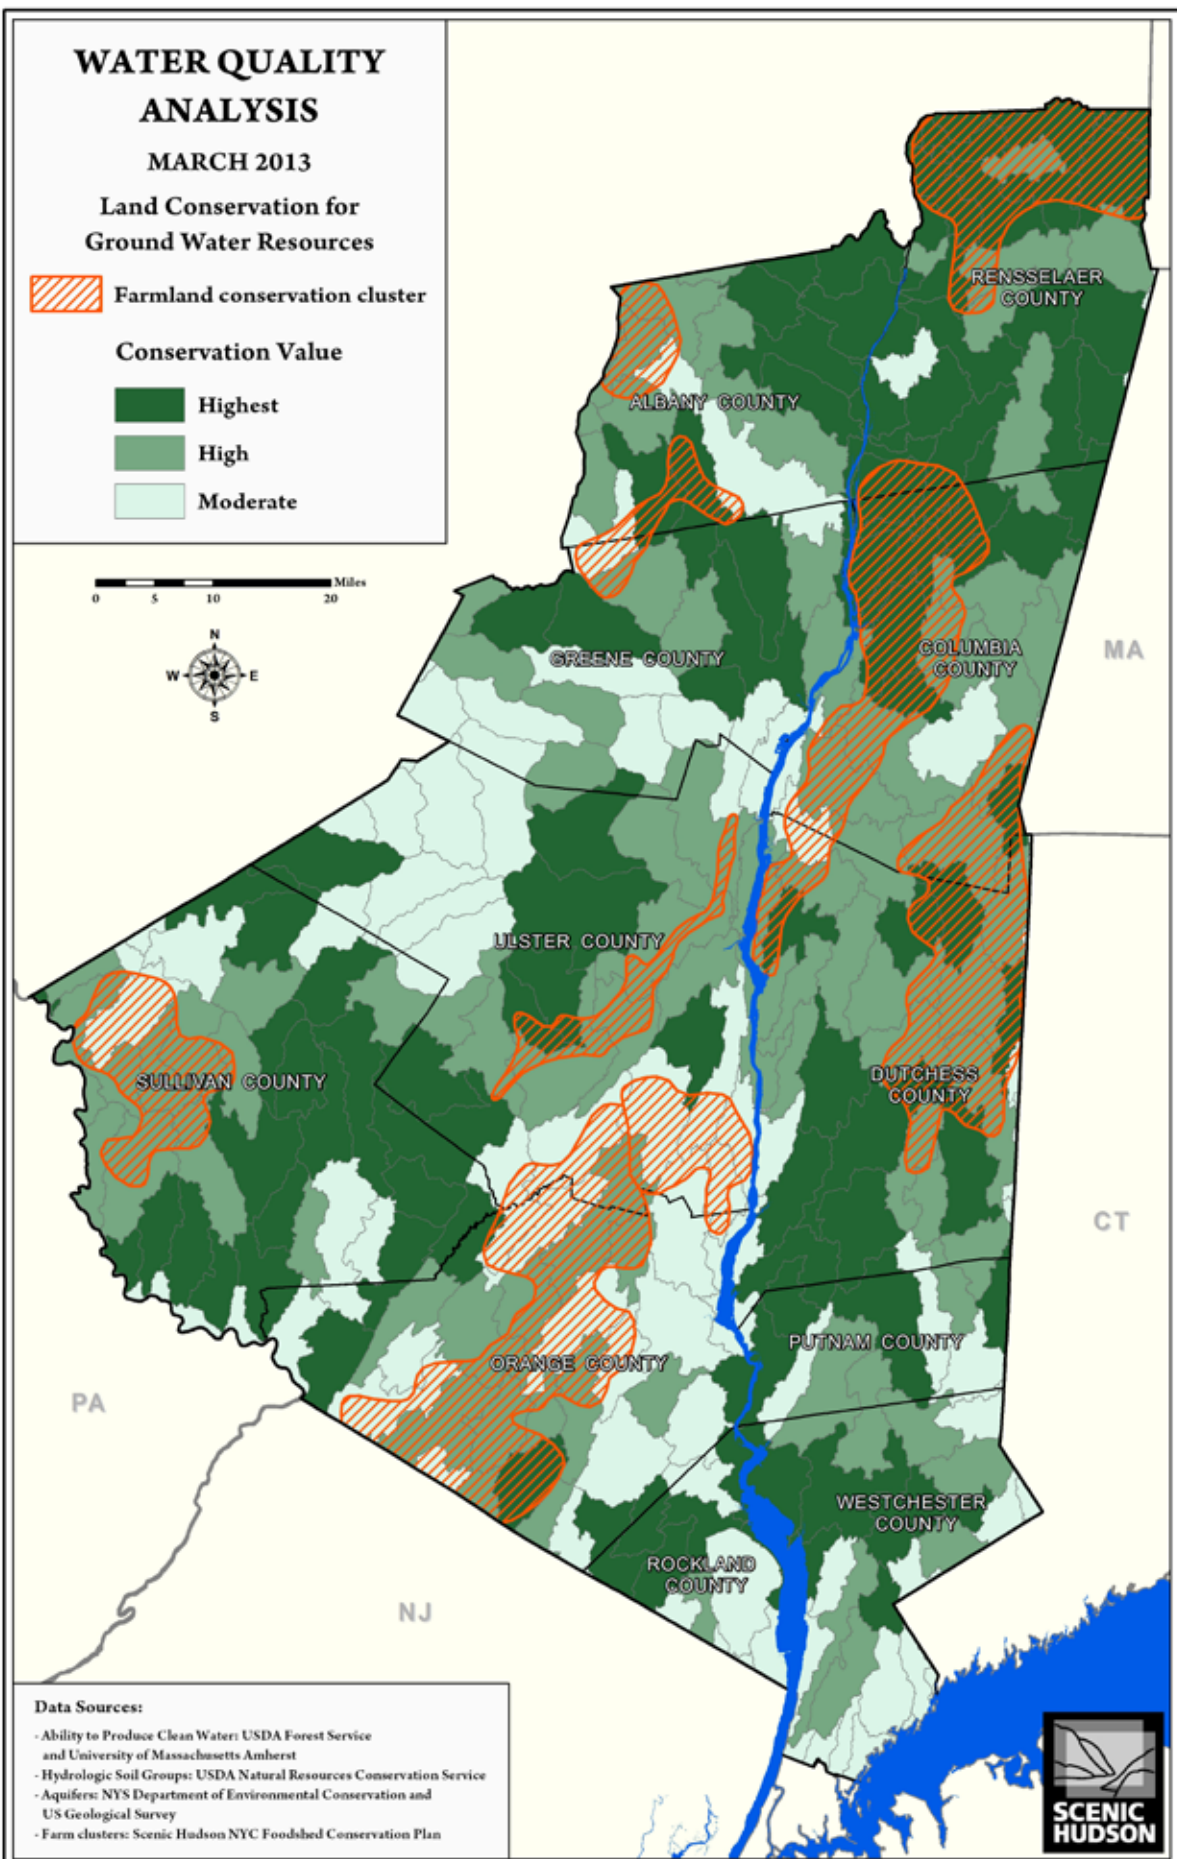 WATER QUALITY
ANALYSIS
MARCH 2013
Land Conservation for
Ground Water Resources
Farmland conservation cluster
Conservation Value
Highest
High
Moderate
Miles
0 5 10 20
N
W E
S
RENSSELAER
COUNTY
ALBANY COUNTY
GREENE COUNTY
COLUMBIA
COUNTY
MA
ULSTER COUNTY
SULLIVAN COUNTY
DUTCHESS
COUNTY
CT
PUTNAM COUNTY
ORANGE COUNTY
PA
WESTCHESTER
COUNTY
ROCKLAND
COUNTY
NJ
Data Sources:
- Ability to Produce Clean Water: USDA Forest Service
and University of Massachusetts Amherst
- Hydrologic Soil Groups: USDA Natural Resources Conservation Service
- Aquifers: NYS Department of Environmental Conservation and
US Geological Survey
- Farm clusters: Scenic Hudson NYC Foodshed Conservation Plan
SCENIC
HUDSON